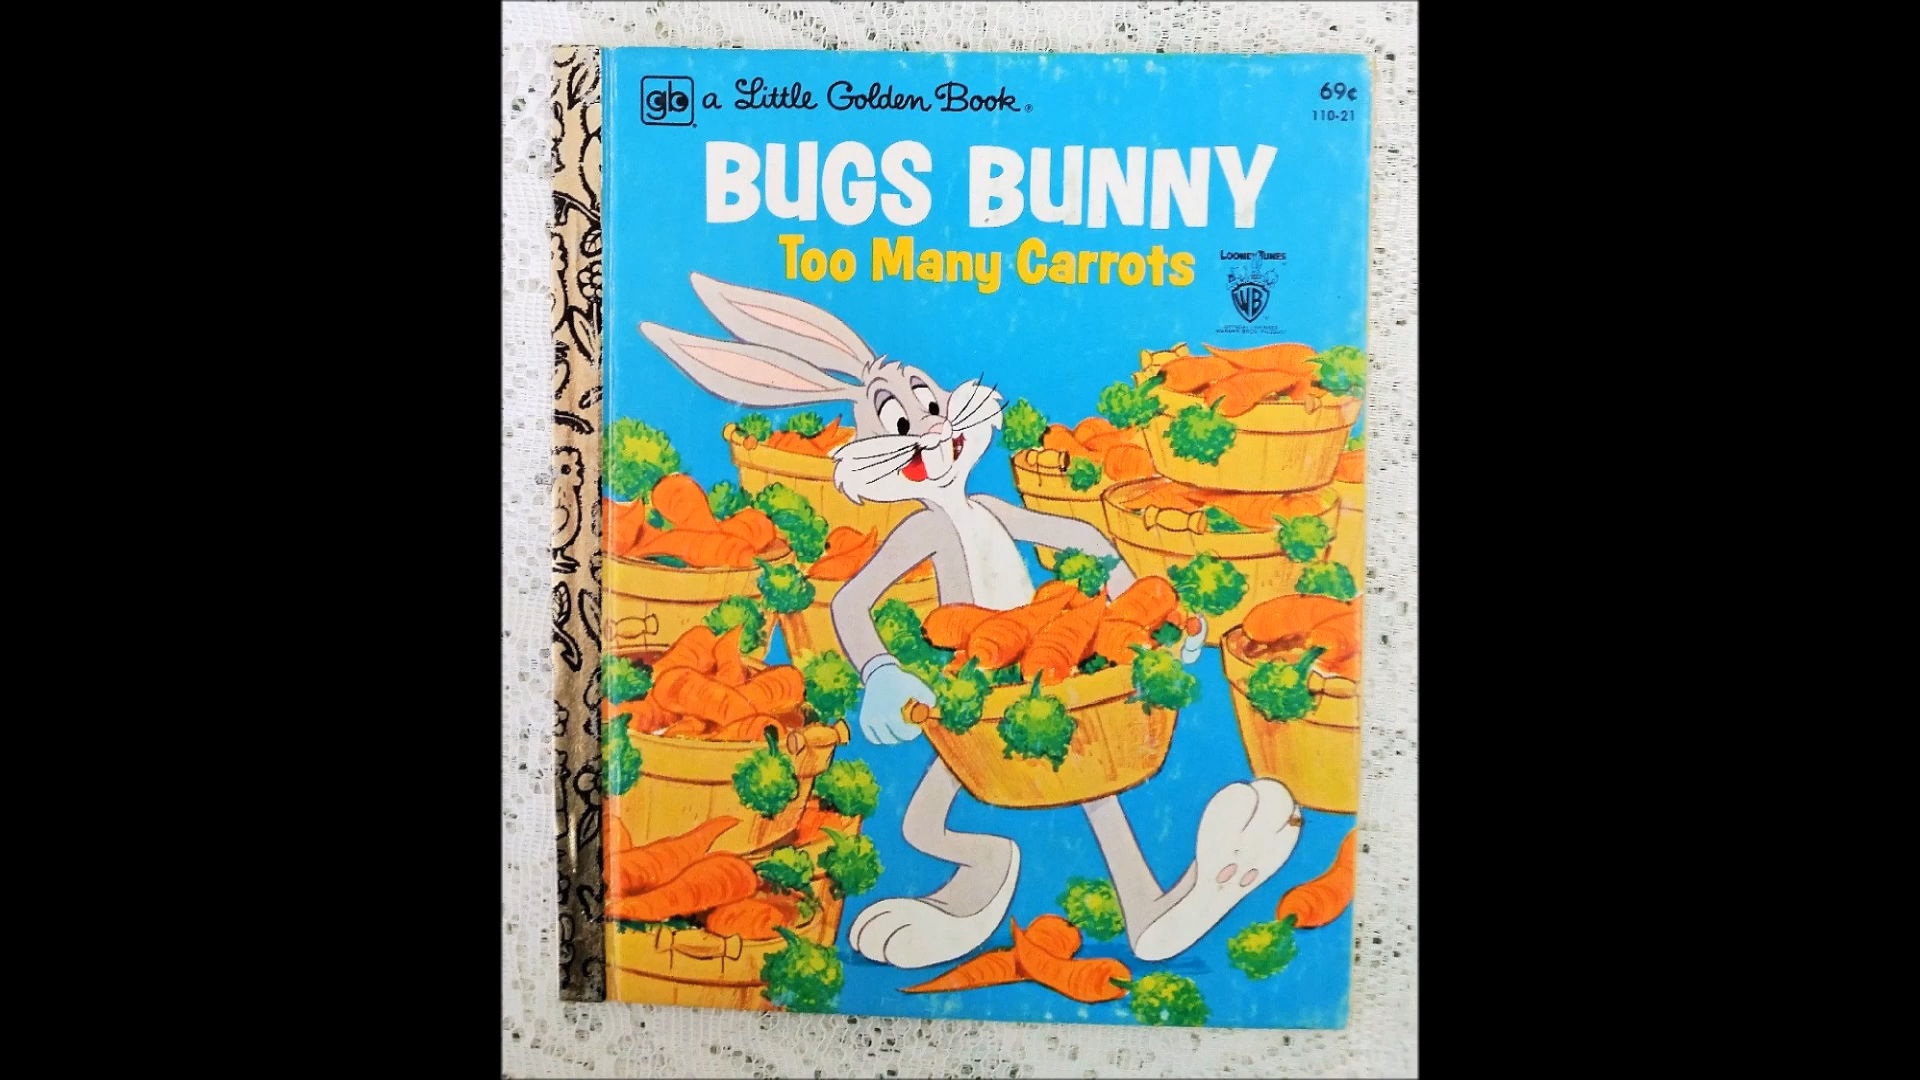 gb a Little Golden Book®
69¢
110-21
BUGS BUNNY
Too Many Carrots
LOONEY TUNES
WB